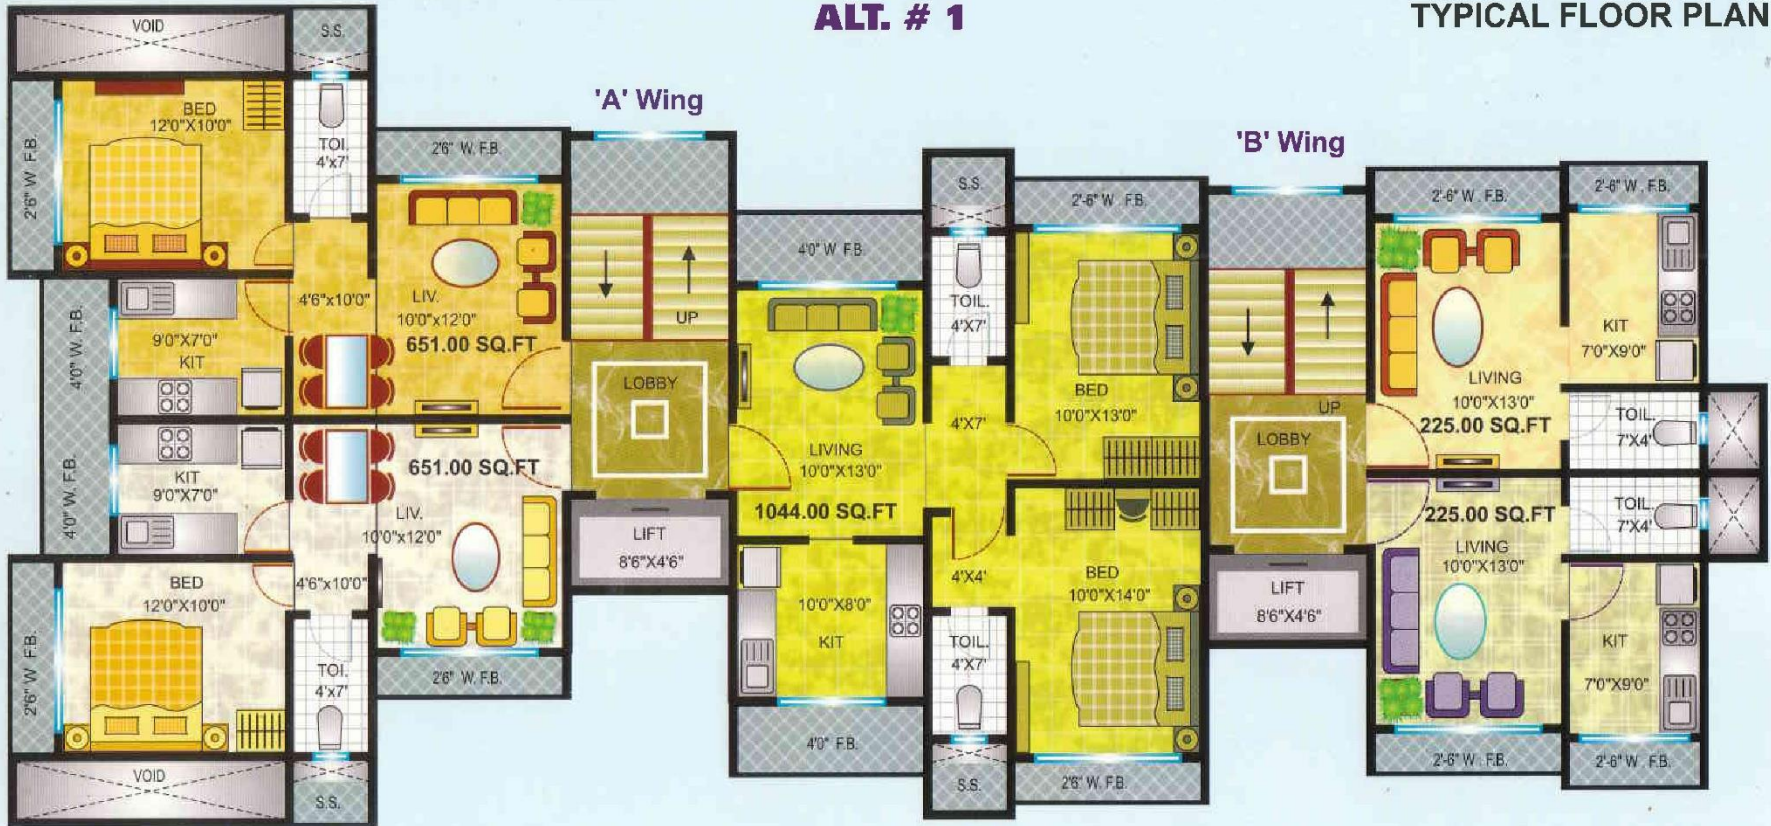 ALT. # 1
TYPICAL FLOOR PLAN
'A' Wing
'B' Wing
VOID
S.S.
BED
12'0"X10'0"
2'6" W F.B.
TOI.
4'x7'
2'6" W. F.B.
4'6"x10'0"
LIV.
10'0"x12'0"
651.00 SQ.FT
4'0" W. F.B.
9'0"X7'0"
KIT
UP
LOBBY
4'0" W. F.B.
KIT
9'0"X7'0"
651.00 SQ.FT
LIV.
10'0"x12'0"
LIFT
8'6"X4'6"
BED
12'0"X10'0"
4'6"x10'0"
2'6" W F.B.
TOI.
4'x7'
2'6" W. F.B.
VOID
S.S.
4'0" W F.B.
S.S.
2'-6" W . F.B.
TOIL.
4'X7'
BED
10'0"X13'0"
4'X7'
LIVING
10'0"X13'0"
1044.00 SQ.FT
10'0"X8'0"
KIT
4'X4'
BED
10'0"X14'0"
TOIL.
4'X7'
4'0" F.B.
S.S.
2'6" W. F.B.
UP
LOBBY
LIFT
8'6"X4'6"
2'-6" W . F.B.
2'-6" W . F.B.
KIT
7'0"X9'0"
LIVING
10'0"X13'0"
225.00 SQ.FT
TOIL.
7'X4'
225.00 SQ.FT
TOIL.
7'X4'
LIVING
10'0"X13'0"
KIT
7'0"X9'0"
2'-6" W . F.B.
2'-6" W . F.B.